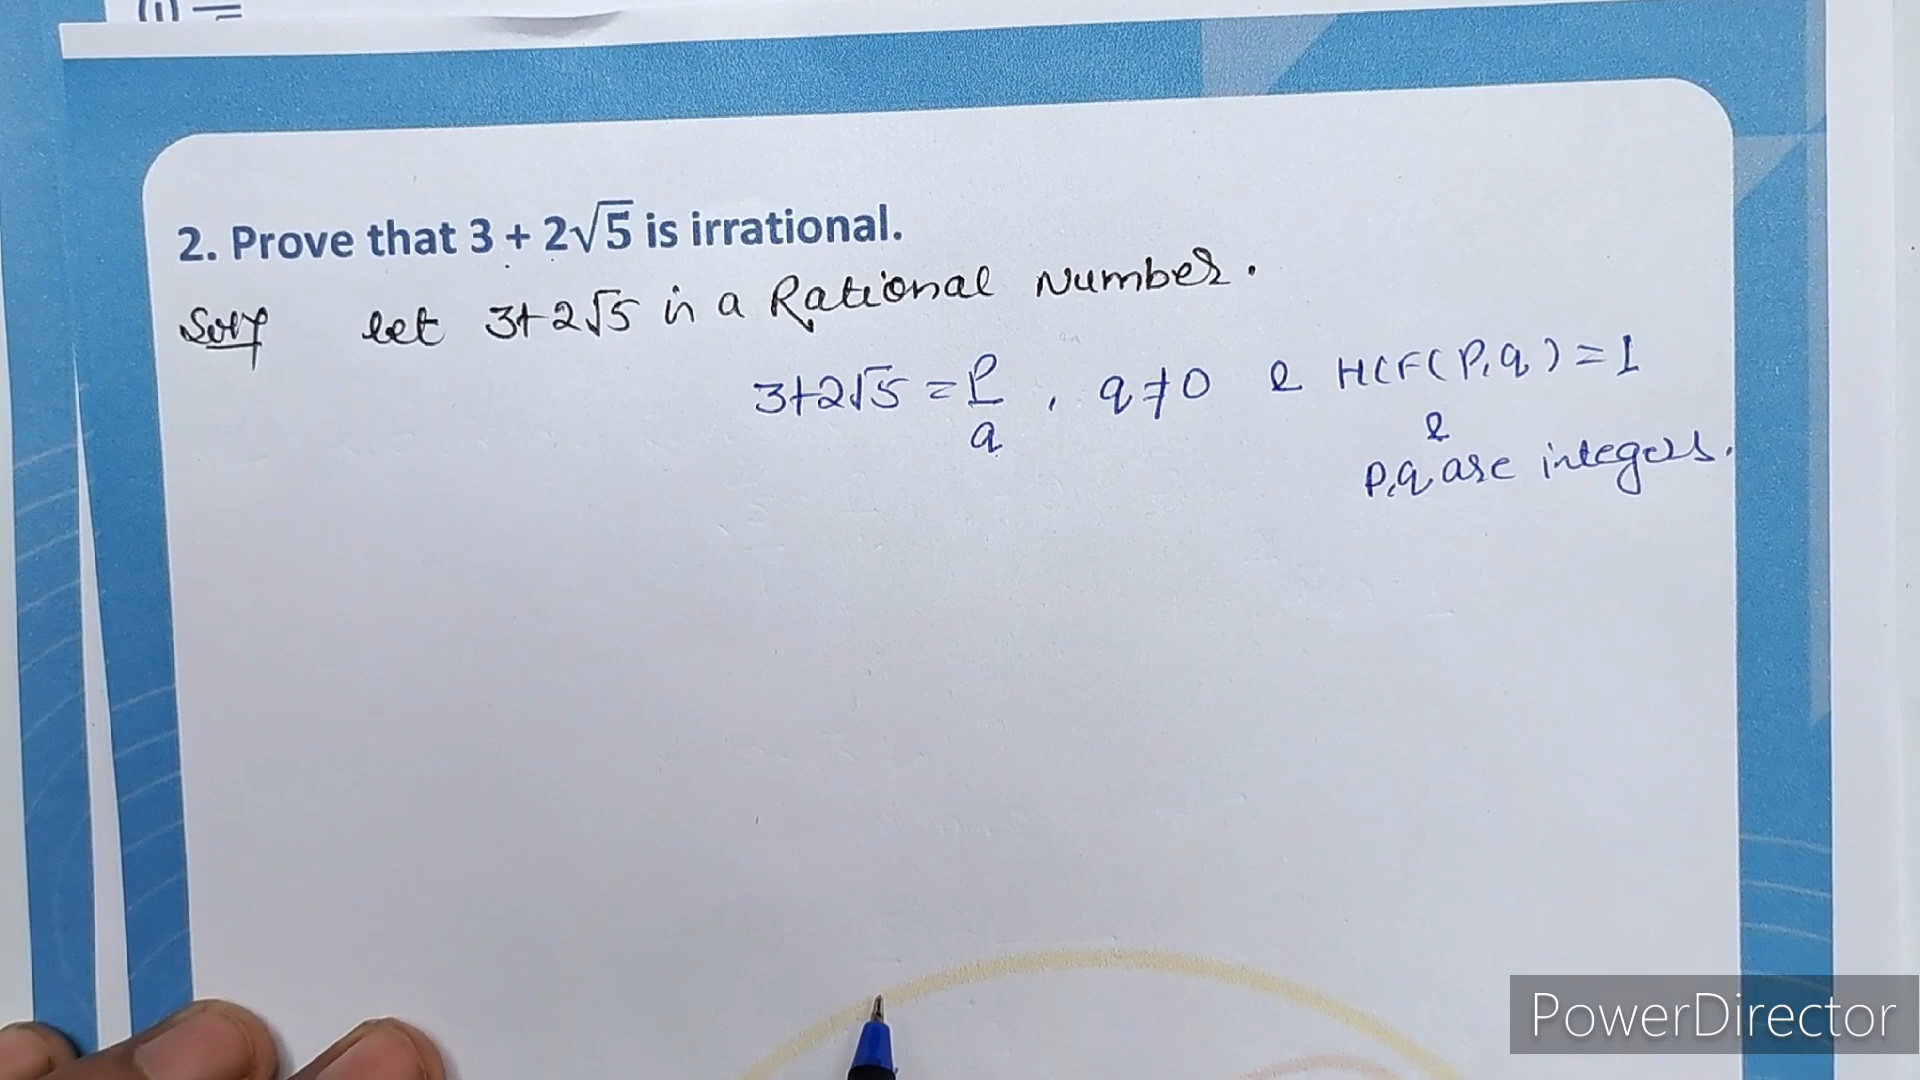 (i) =
2. Prove that 3 + 2√5 is irrational.
Soln let 3+2√5 is a Rational Number.
3+2√5 = P/q , q≠0 & HCF(P,q)=1
&
P,q are integers.
PowerDirector